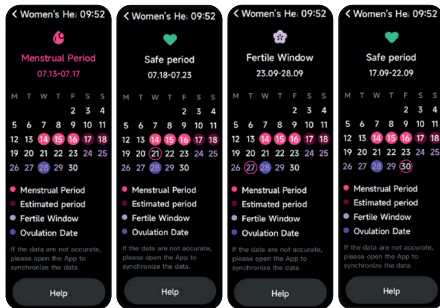 < Women's He: 09:52
Menstrual Period
07.13-07.17
M T W T F S S
2 3 4
5 6 7 8 9 10 11
12 13 14 15 16 17 18
19 20 21 22 23 24 25
26 27 28 29 30
Menstrual Period
Estimated period
Fertile Window
Ovulation Date
If the data are not accurate,
please open the App to
synchronize the data.
Help
< Women's He: 09:52
Safe period
07.18-07.23
M T W T F S S
2 3 4
5 6 7 8 9 10 11
12 13 14 15 16 17 18
19 20 21 22 23 24 25
26 27 28 29 30
Menstrual Period
Estimated period
Fertile Window
Ovulation Date
If the data are not accurate,
please open the App to
synchronize the data.
Help
< Women's He: 09:52
Fertile Window
23.09-28.09
M T W T F S S
2 3 4
5 6 7 8 9 10 11
12 13 14 15 16 17 18
19 20 21 22 23 24 25
26 27 28 29 30
Menstrual Period
Estimated period
Fertile Window
Ovulation Date
If the data are not accurate,
please open the App to
synchronize the data.
Help
< Women's He: 09:52
Safe period
17.09-22.09
M T W T F S S
2 3 4
5 6 7 8 9 10 11
12 13 14 15 16 17 18
19 20 21 22 23 24 25
26 27 28 29 30
Menstrual Period
Estimated period
Fertile Window
Ovulation Date
If the data are not accurate,
please open the App to
synchronize the data.
Help